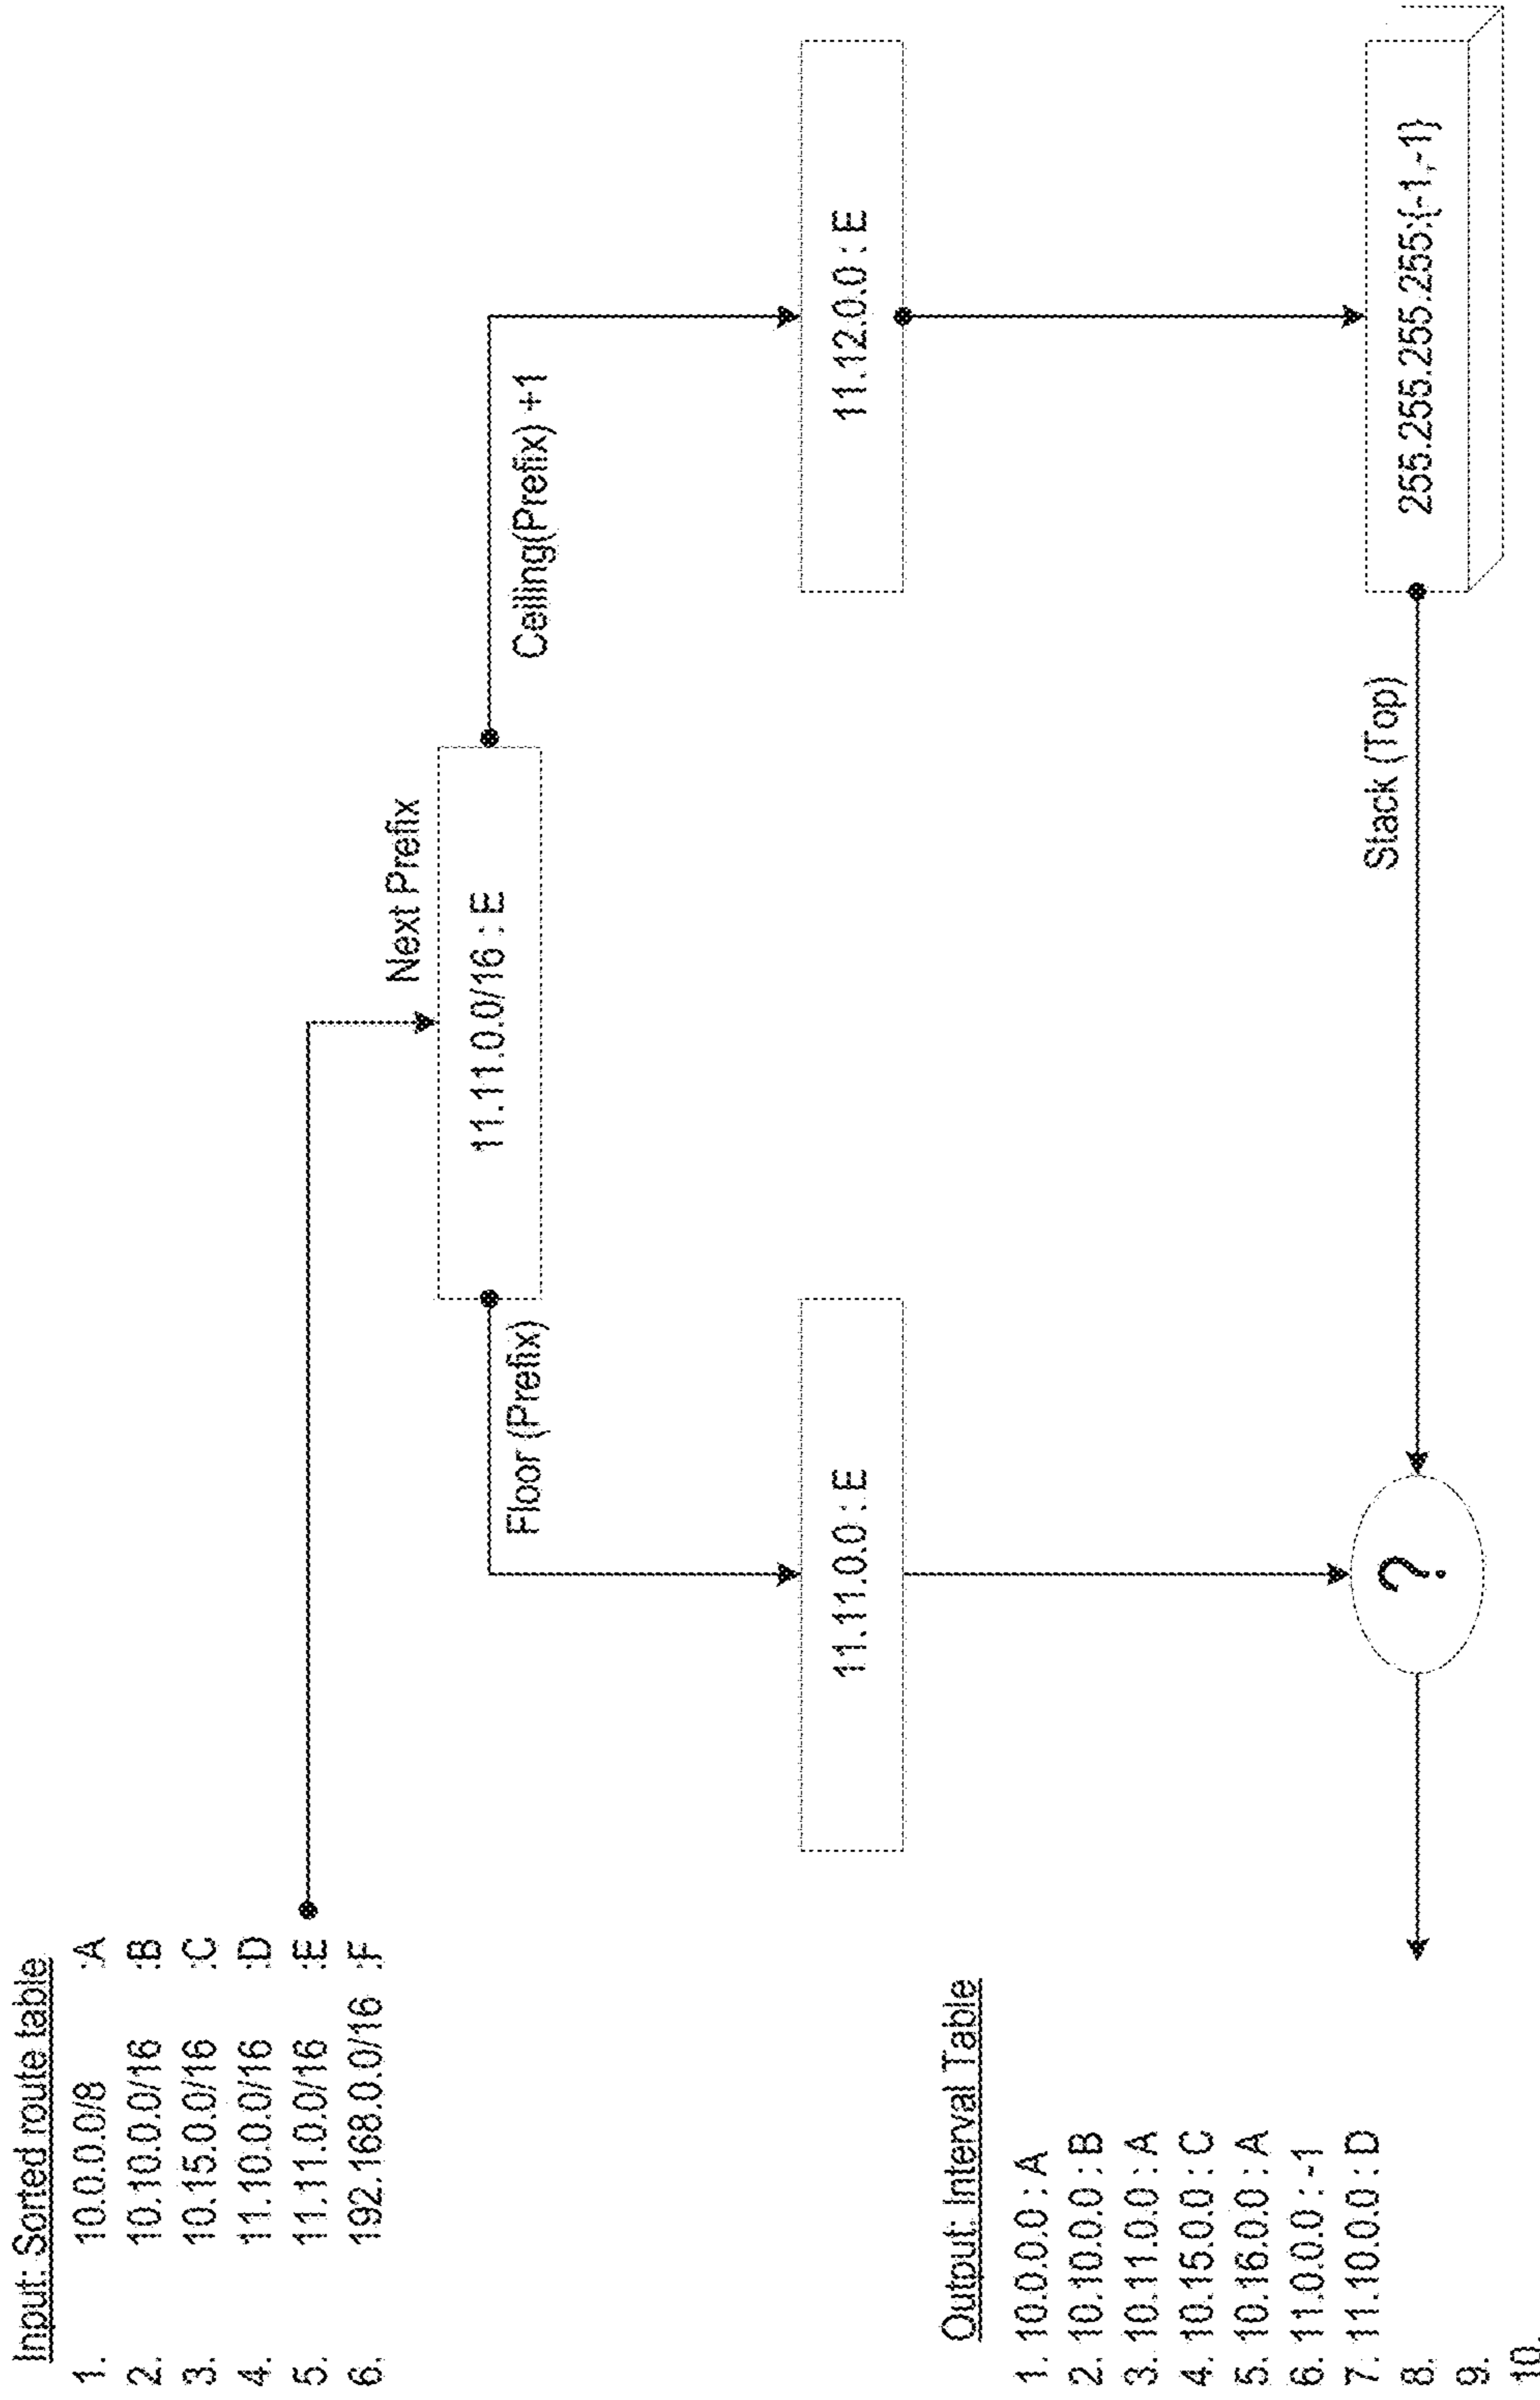 Input: Sorted route table
1. 10.0.0.0/8 :A
2. 10.10.0.0/16 :B
3. 10.15.0.0/16 :C
4. 11.10.0.0/16 :D
5. 11.11.0.0/16 :E
6. 192.168.0.0/16 :F
Next Prefix
11.11.0.0/16 : E
Floor (Prefix)
Ceiling(Prefix) +1
11.11.0.0 : E
11.12.0.0 : E
Output: Interval Table
1. 10.0.0.0 : A
2. 10.10.0.0 : B
3. 10.11.0.0 : A
4. 10.15.0.0 : C
5. 10.16.0.0 : A
6. 11.0.0.0 : -1
7. 11.10.0.0 : D
8.
9.
10.
?
Stack (Top)
255.255.255.255:{-1,-1}